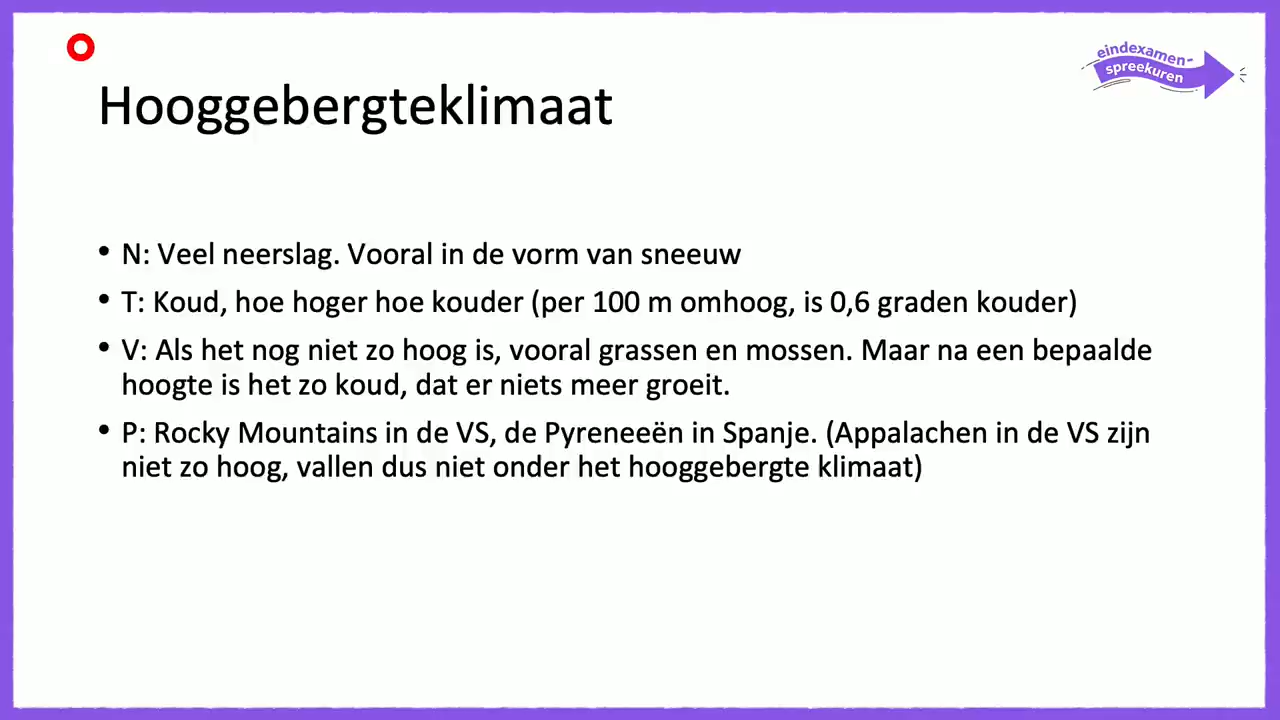 eindexamen-
spreekuren
Hooggebergteklimaat
• N: Veel neerslag. Vooral in de vorm van sneeuw
• T: Koud, hoe hoger hoe kouder (per 100 m omhoog, is 0,6 graden kouder)
• V: Als het nog niet zo hoog is, vooral grassen en mossen. Maar na een bepaalde
hoogte is het zo koud, dat er niets meer groeit.
• P: Rocky Mountains in de VS, de Pyreneeën in Spanje. (Appalachen in de VS zijn
niet zo hoog, vallen dus niet onder het hooggebergte klimaat)